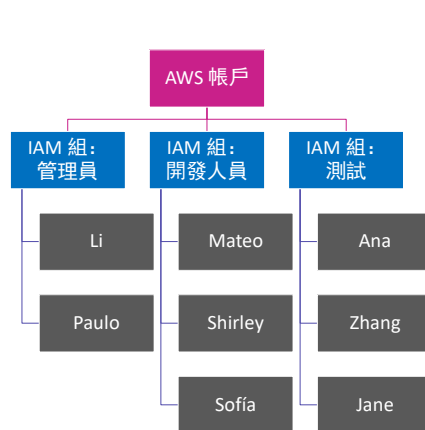 AWS 帳戶
IAM 組：
管理員
IAM 組：
開發人員
IAM 組：
測試
Li
Mateo
Ana
Paulo
Shirley
Zhang
Sofía
Jane